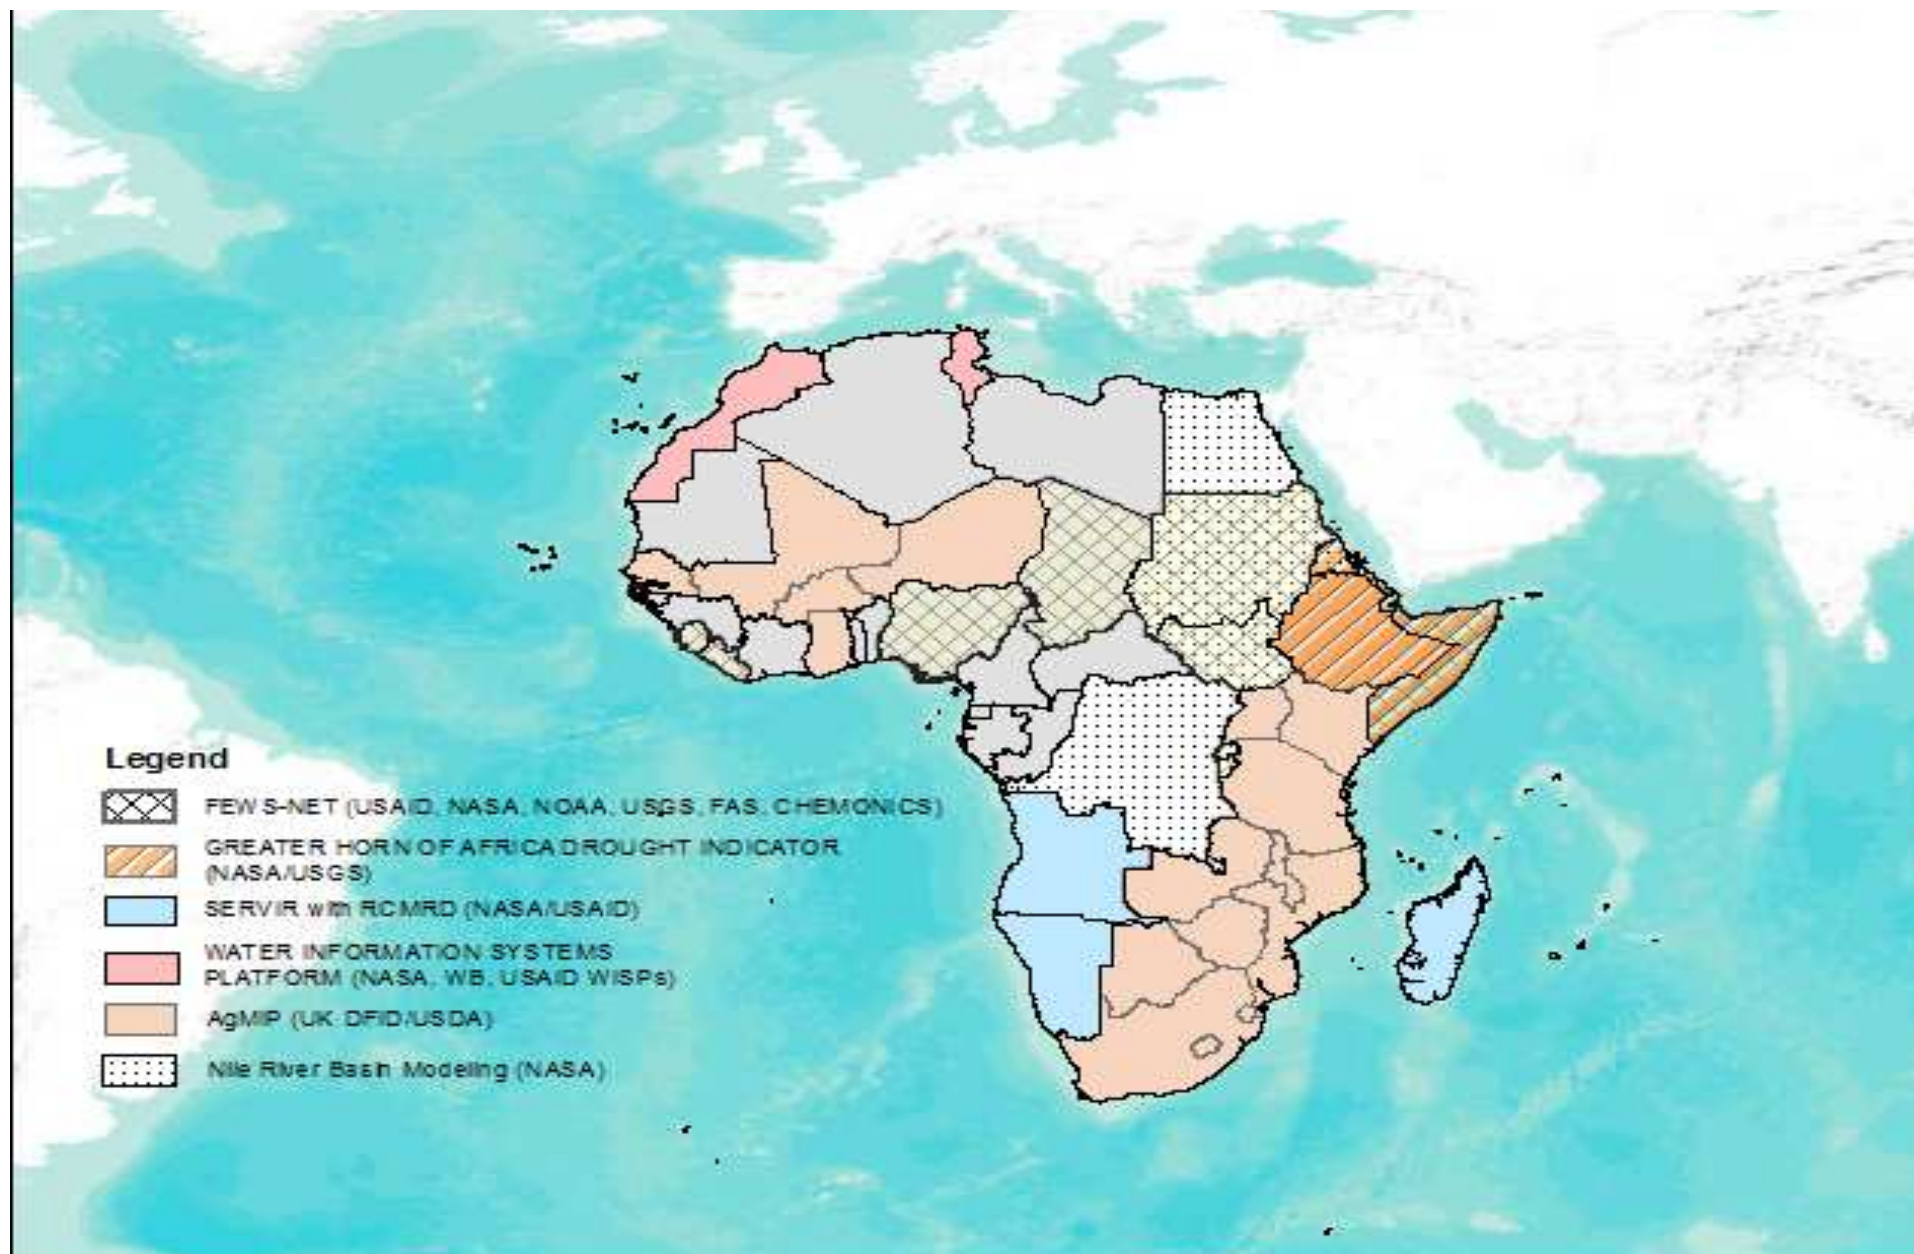 Legend
FEWS-NET (USAID, NASA, NOAA, USGS, FAS, CHEMONICS)
GREATER HORN OF AFRICA DROUGHT INDICATOR
(NASA/USGS)
SERVIR with RCMRD (NASA/USAID)
WATER INFORMATION SYSTEMS
PLATFORM (NASA, WB, USAID WISPs)
AgMIP (UK DFID/USDA)
Nile River Basin Modeling (NASA)